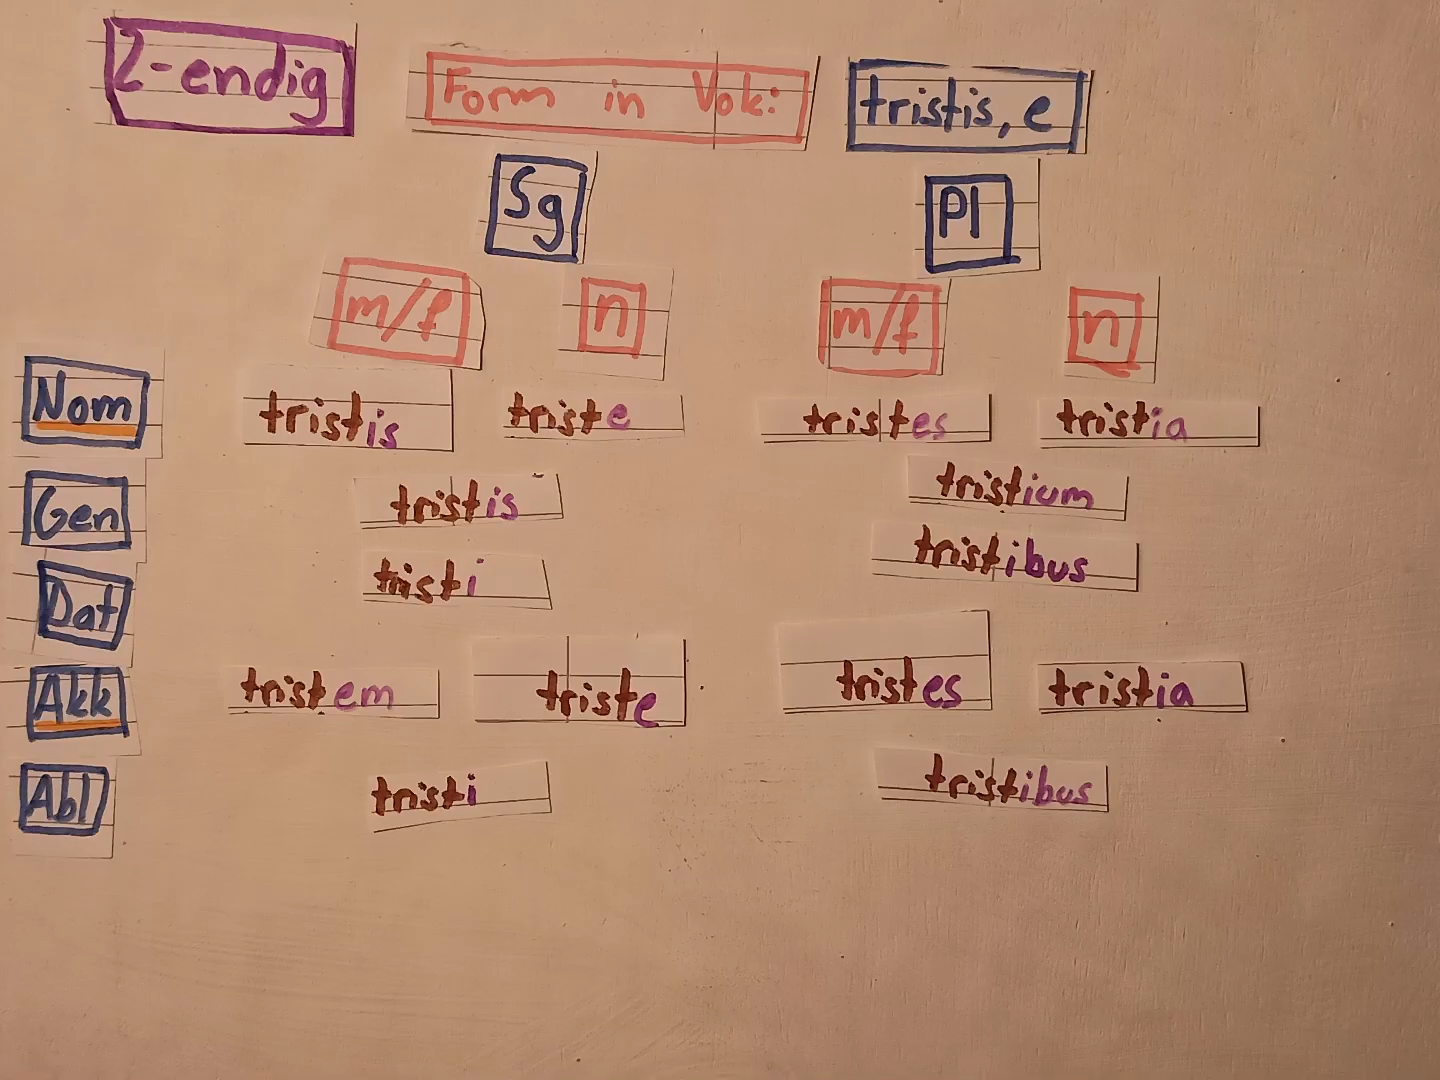 2-endig Form in Vok: tristis, e
Sg Pl
m/f n m/f n
Nom tristis triste tristes tristia
Gen tristis tristium
Dat tristi tristibus
Akk tristem triste tristes tristia
Abl tristi tristibus